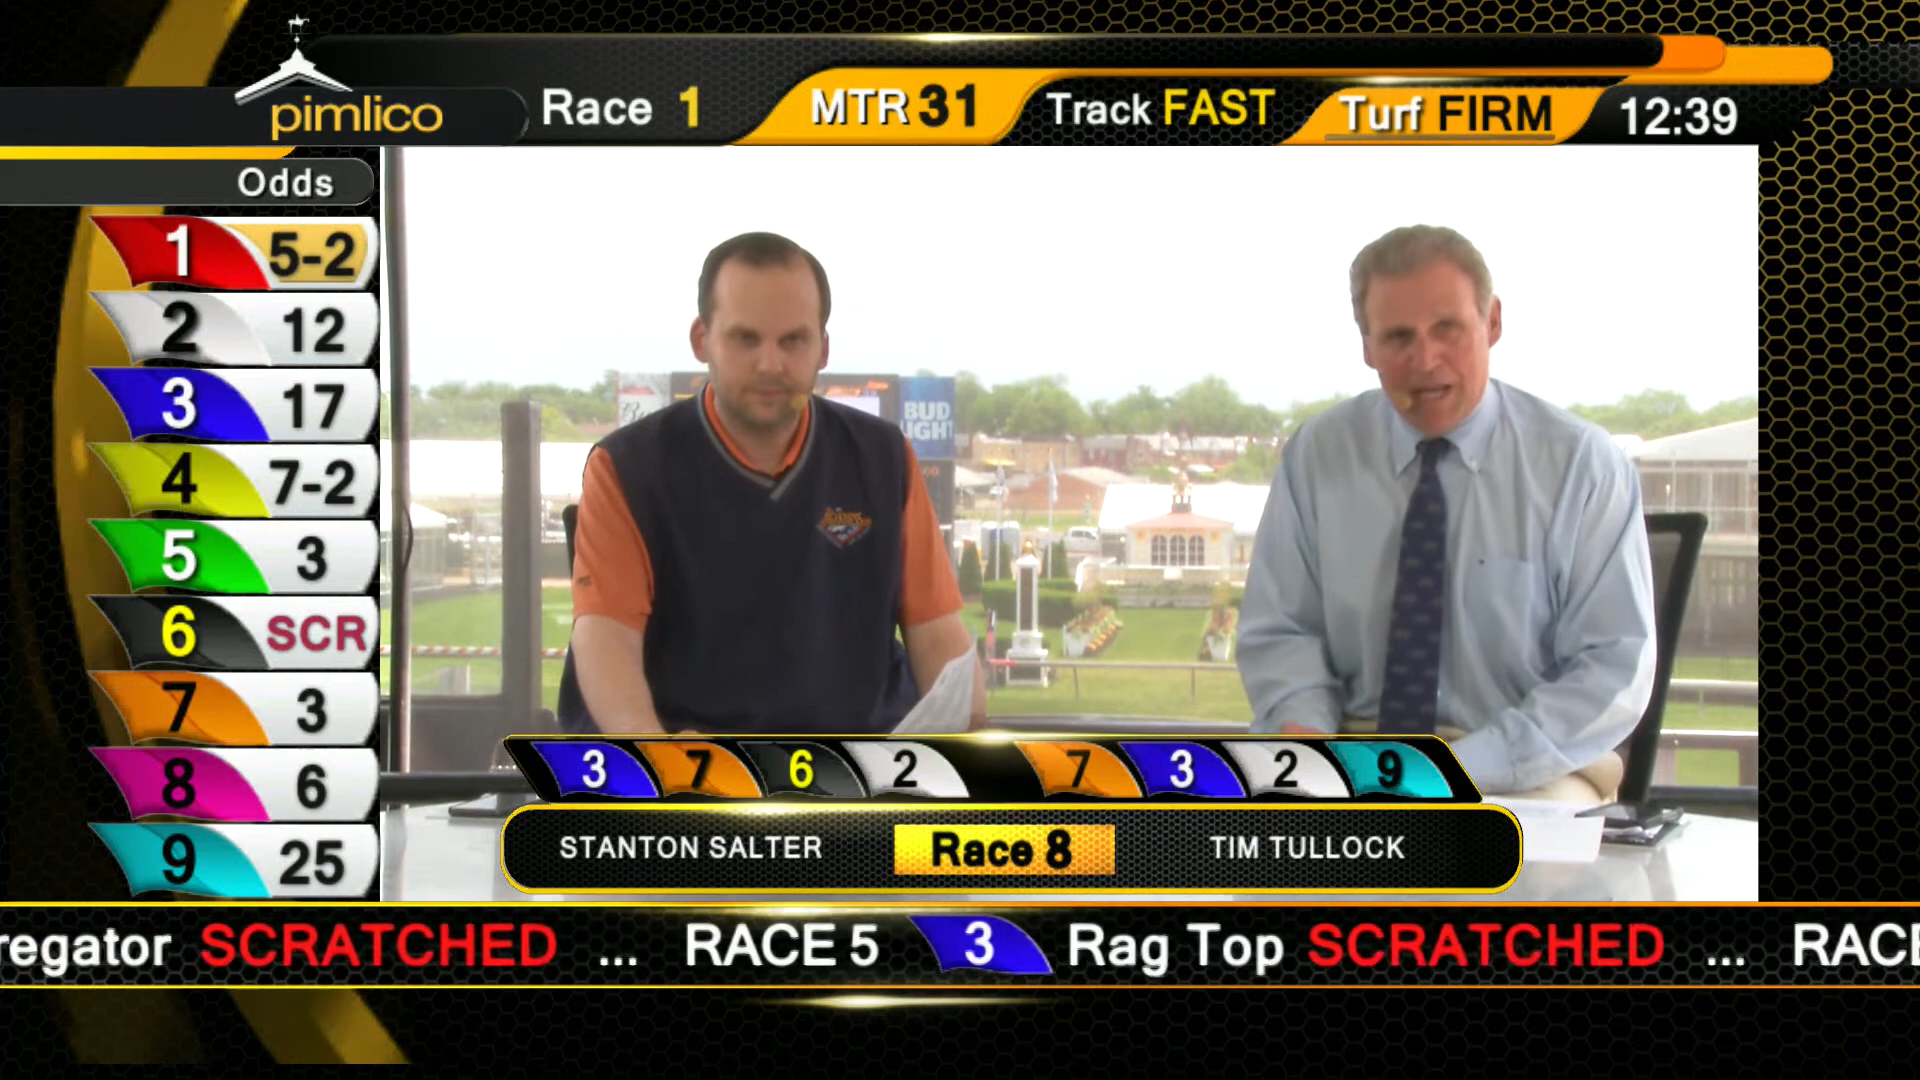 pimlico
Race 1
MTR 31
Track FAST
Turf FIRM
12:39
Odds
1 5-2
2 12
3 17
4 7-2
5 3
6 SCR
7 3
8 6
9 25
BUD
3 7 6 2
7 3 2 9
STANTON SALTER
Race 8
TIM TULLOCK
regator SCRATCHED ... RACE 5 3 Rag Top SCRATCHED ... RACE